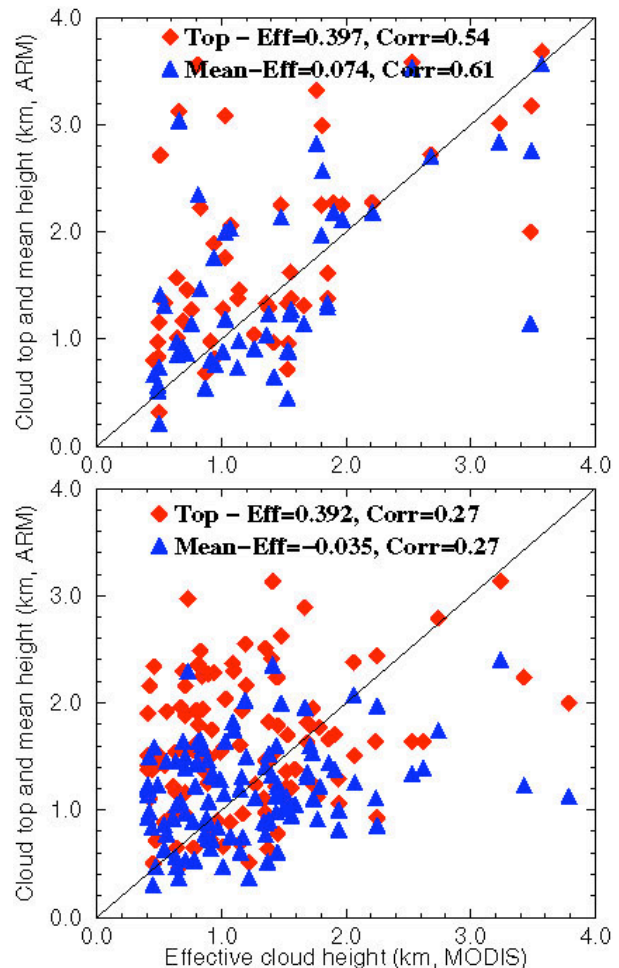 4.0
Top − Eff=0.397, Corr=0.54
Mean−Eff=0.074, Corr=0.61
3.0
2.0
1.0
0.0
Cloud top and mean height (km, ARM)
0.0 1.0 2.0 3.0 4.0
4.0
Top − Eff=0.392, Corr=0.27
Mean−Eff=−0.035, Corr=0.27
3.0
2.0
1.0
0.0
Cloud top and mean height (km, ARM)
0.0 1.0 2.0 3.0 4.0
Effective cloud height (km, MODIS)